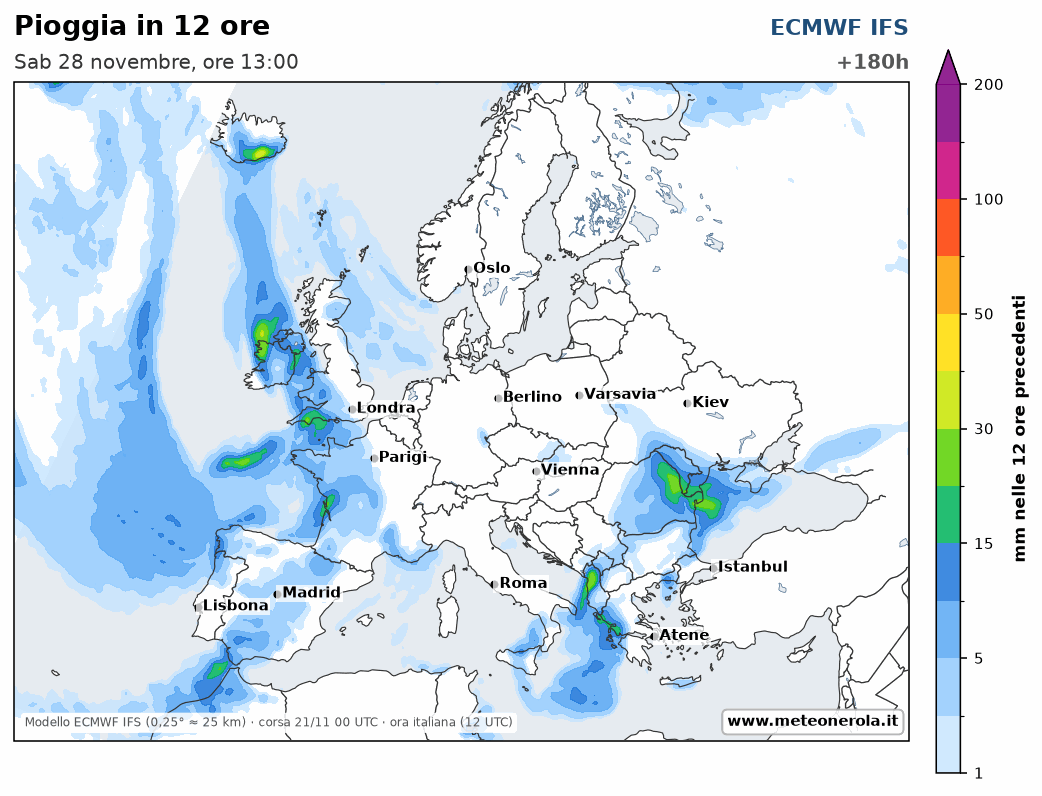 Pioggia in 12 ore
ECMWF IFS
Sab 28 novembre, ore 13:00
+180h
200
100
50
30
15
5
1
mm nelle 12 ore precedenti
Oslo
Londra
Berlino
Varsavia
Kiev
Parigi
Vienna
Istanbul
Roma
Madrid
Lisbona
Atene
Modello ECMWF IFS (0,25° ≈ 25 km) · corsa 21/11 00 UTC · ora italiana (12 UTC)
www.meteonerola.it